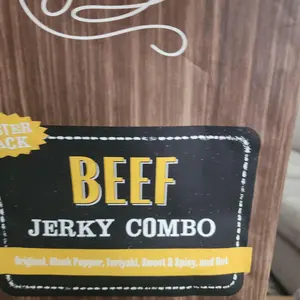 BEEF
JERKY COMBO
Original, Black Pepper, Teriyaki, Sweet & Spicy, and Hot